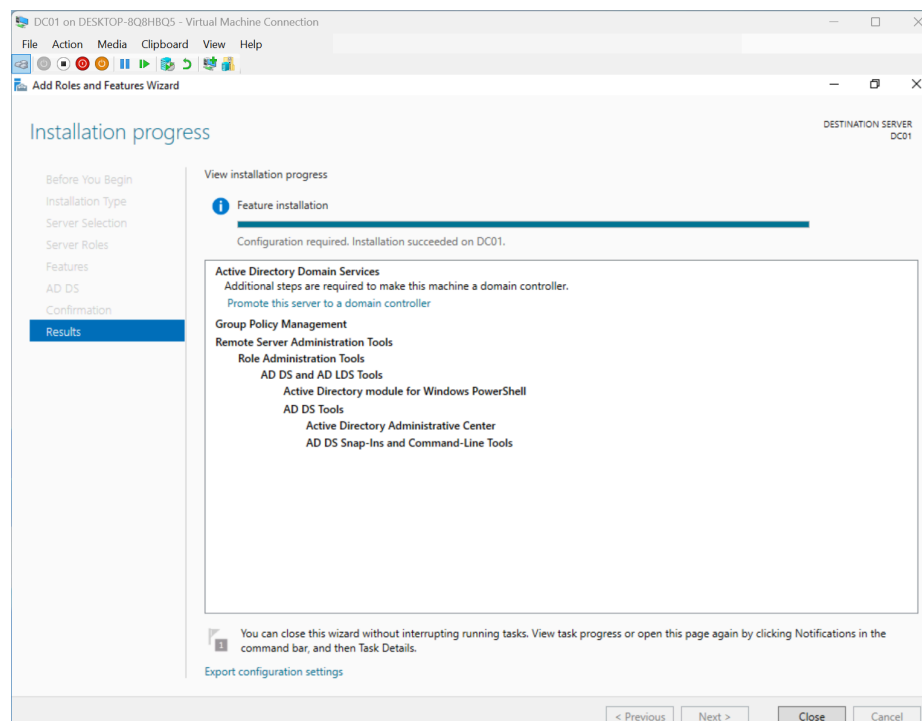 DC01 on DESKTOP-8Q8HBQ5 - Virtual Machine Connection
File Action Media Clipboard View Help
Add Roles and Features Wizard
Installation progress
DESTINATION SERVER
DC01
Before You Begin
Installation Type
Server Selection
Server Roles
Features
AD DS
Confirmation
Results
View installation progress
Feature installation
Configuration required. Installation succeeded on DC01.
Active Directory Domain Services
Additional steps are required to make this machine a domain controller.
Promote this server to a domain controller
Group Policy Management
Remote Server Administration Tools
Role Administration Tools
AD DS and AD LDS Tools
Active Directory module for Windows PowerShell
AD DS Tools
Active Directory Administrative Center
AD DS Snap-Ins and Command-Line Tools
1
You can close this wizard without interrupting running tasks. View task progress or open this page again by clicking Notifications in the
command bar, and then Task Details.
Export configuration settings
< Previous Next > Close Cancel